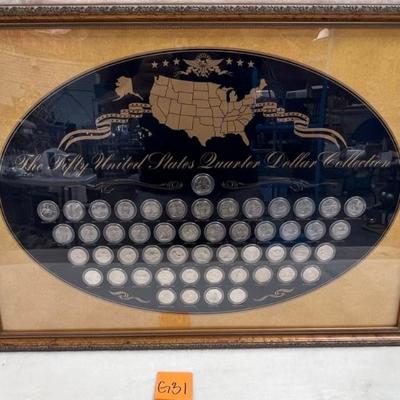 The Fifty United States Quarter Dollar Collection
G31